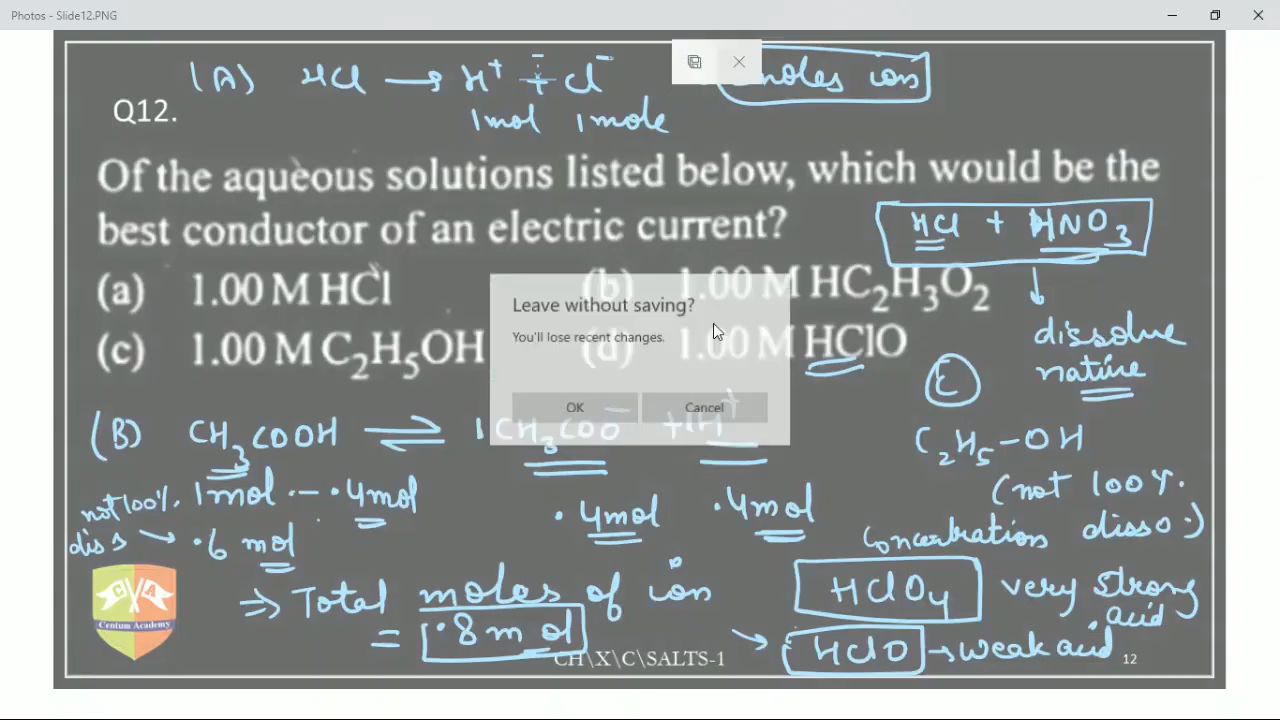 Photos - Slide12.PNG
(A) HCl → H⁺ + Cl⁻ moles ion
1mol 1mole
Q12.
Of the aqueous solutions listed below, which would be the
best conductor of an electric current?
HCl + HNO₃
(a) 1.00 M HCl (b) 1.00 M HC₂H₃O₂
(c) 1.00 M C₂H₅OH (d) 1.00 M HClO
dissolve
nature
Leave without saving?
You'll lose recent changes.
OK Cancel
(B) CH₃COOH ⇌ 1CH₃COO⁻ + 1H⁺
C₂H₅-OH
not 100%. 1mol - .4mol .4mol .4mol
diss → .6 mol
(not 100%.
concentration disso.)
⇒ Total moles of ion
= .8 mol
HClO₄ very strong
acid
→ HClO → weak acid
C A
Centum Academy
CH\X\C\SALTS-1
12